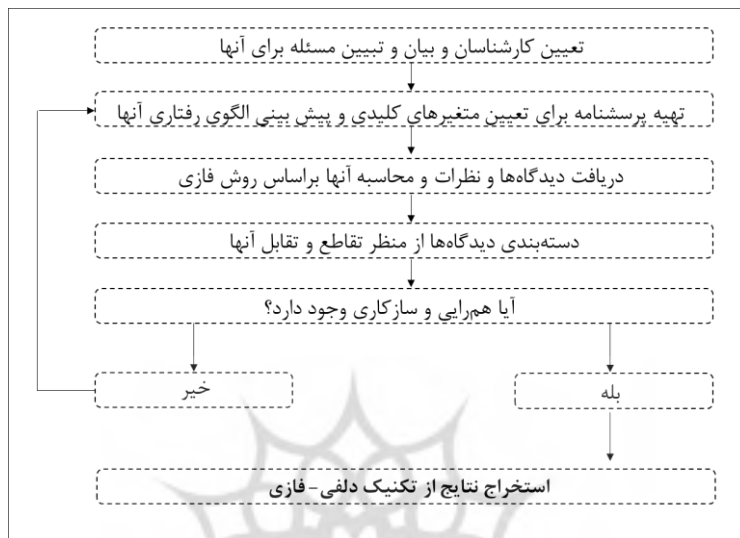 تعیین کارشناسان و بیان و تبیین مسئله برای آنها
تهیه پرسشنامه برای تعیین متغیرهای کلیدی و پیش بینی الگوی رفتاری آنها
دریافت دیدگاه‌ها و نظرات و محاسبه آنها براساس روش فازی
دسته‌بندی دیدگاه‌ها از منظر تقاطع و تقابل آنها
آیا هم‌رایی و سازکاری وجود دارد؟
بله
خیر
استخراج نتایج از تکنیک دلفی - فازی